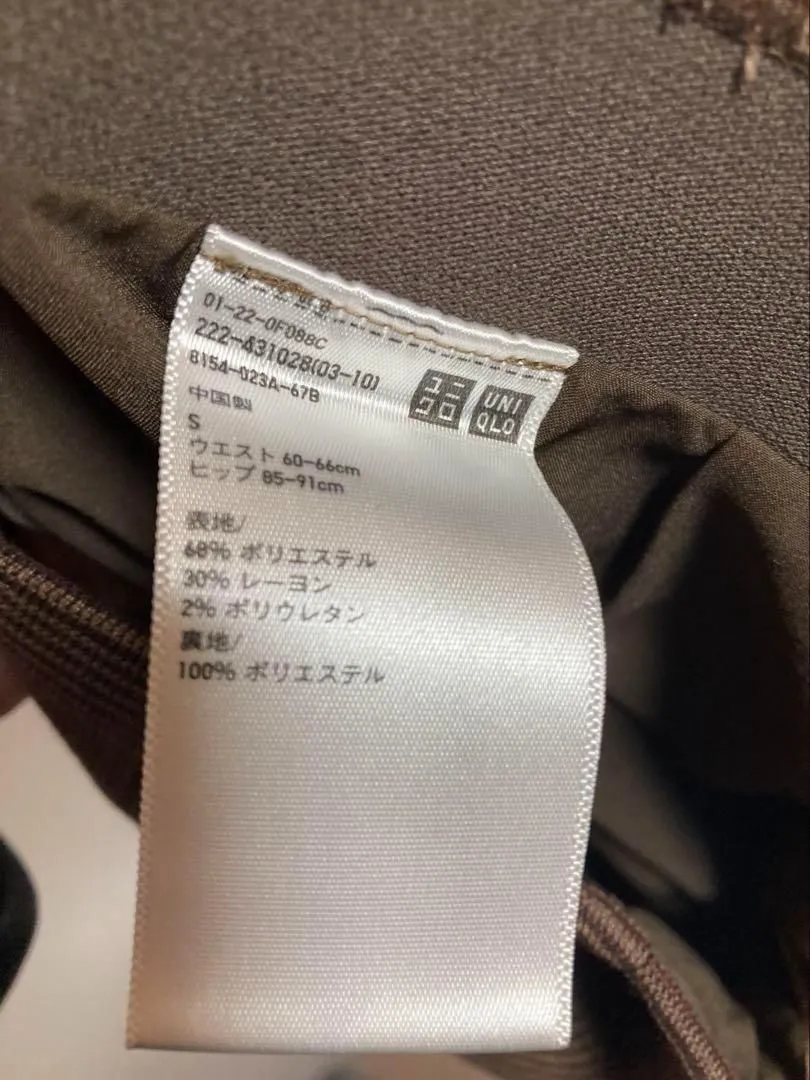 01-22-0F088C
222-431028(03-10)
8154-023A-67B
ユニ
クロ
UNI
QLO
中国製
S
ウエスト 60-66cm
ヒップ 85-91cm
表地/
68% ポリエステル
30% レーヨン
2% ポリウレタン
裏地/
100% ポリエステル